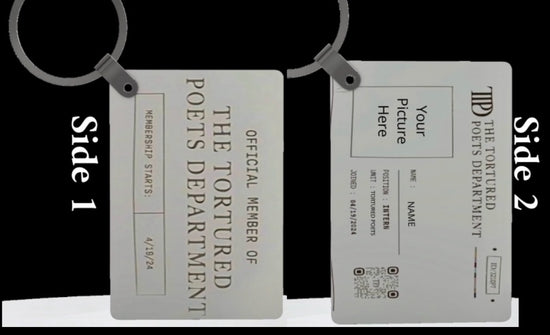 Side 1
OFFICIAL MEMBER OF
THE TORTURED
POETS DEPARTMENT
MEMBERSHIP STARTS:
4/19/24
Side 2
TTPD
THE TORTURED
POETS DEPARTMENT
Your
Picture
Here
NAME :
NAME
POSITION : INTERN
UNIT : TORTURED POETS
JOINED : 04/19/2024